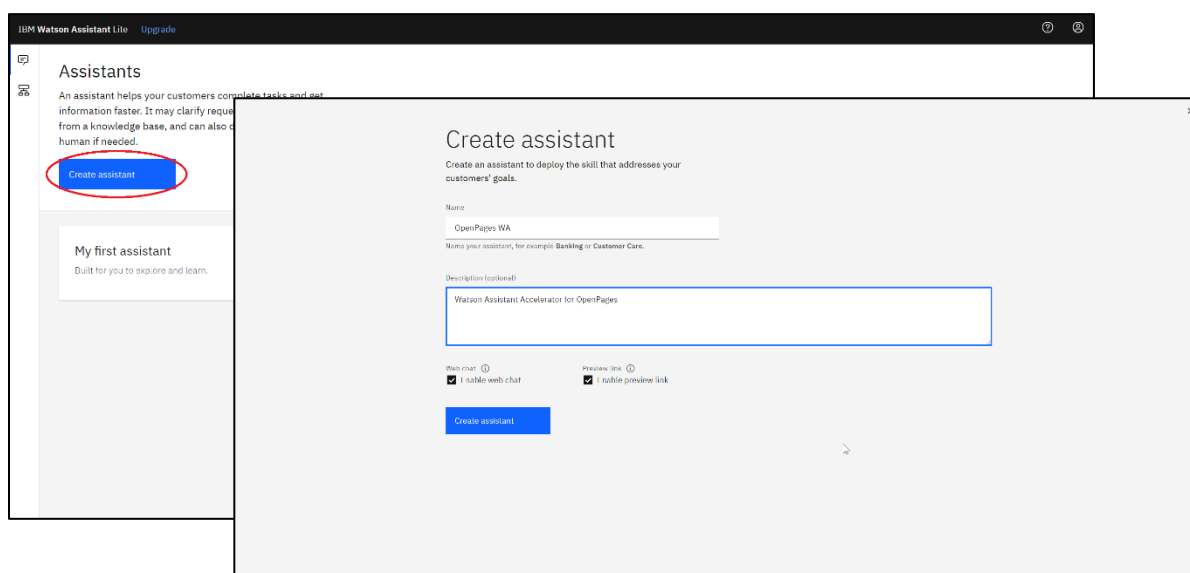 IBM Watson Assistant Lite Upgrade
Assistants
An assistant helps your customers complete tasks and get
information faster. It may clarify reque
from a knowledge base, and can also
human if needed.
Create assistant
My first assistant
Built for you to explore and learn.
Create assistant
Create an assistant to deploy the skill that addresses your
customers' goals.
Name
OpenPages WA
Name your assistant, for example Banking or Customer Care.
Description (optional)
Watson Assistant Accelerator for OpenPages
Web chat Preview link
Enable web chat Enable preview link
Create assistant